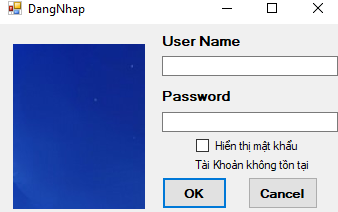 DangNhap
User Name
Password
Hiển thị mật khẩu
Tài Khoản không tồn tại
OK Cancel